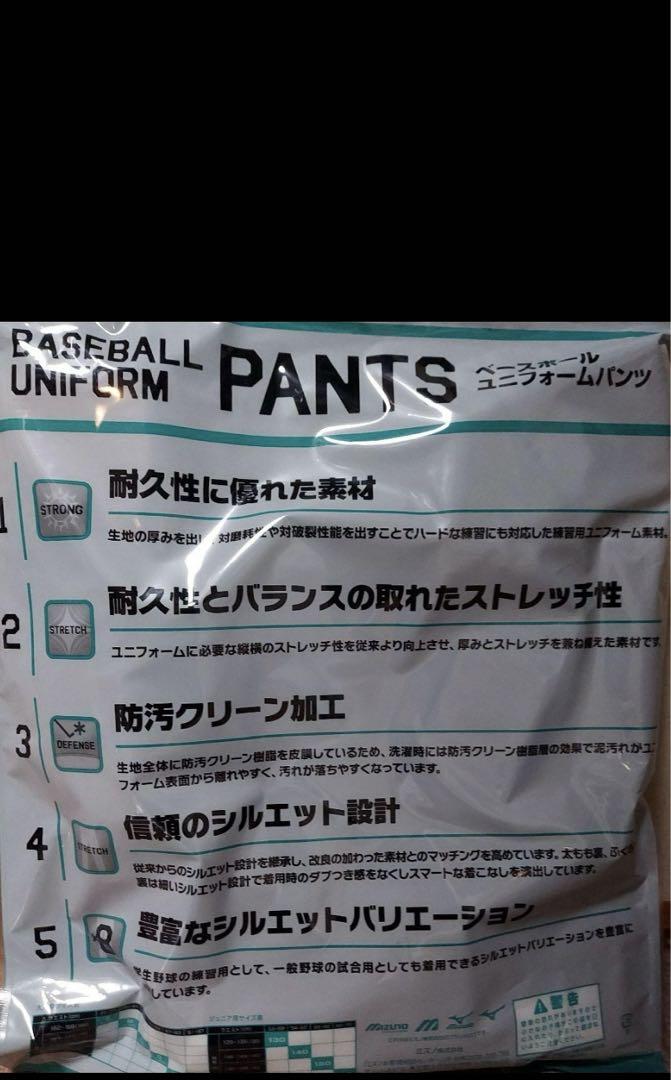 BASEBALL
UNIFORM
PANTS
ベースボール
ユニフォームパンツ
1
STRONG
耐久性に優れた素材
生地の厚みを出し 対磨耗性や対破裂性能を出すことでハードな練習にも対応した練習用ユニフォーム素材。
2
STRETCH
耐久性とバランスの取れたストレッチ性
ユニフォームに必要な縦横のストレッチ性を従来より向上させ、厚みとストレッチを兼ね備えた素材です
3
DEFENSE
防汚クリーン加工
生地全体に防汚クリーン樹脂を皮膜しているため、洗濯時には防汚クリーン樹脂層の効果で泥汚れがユニ
フォーム表面から離れやすく、汚れが落ちやすくなっています。
4
STRETCH
信頼のシルエット設計
従来からのシルエット設計を継承し、改良の加わった素材とのマッチングを高めています。太もも裏、ふく
裏は細いシルエット設計で着用時のダブつき感をなくしスマートな着こなしを演出しています。
5
豊富なシルエットバリエーション
学生野球の練習用として、一般野球の試合用としても着用できるシルエットバリエーションを豊富に
しています。
ジュニア用サイズ表
130
140
150
MIZUNO
ミズノ株式会社
警告